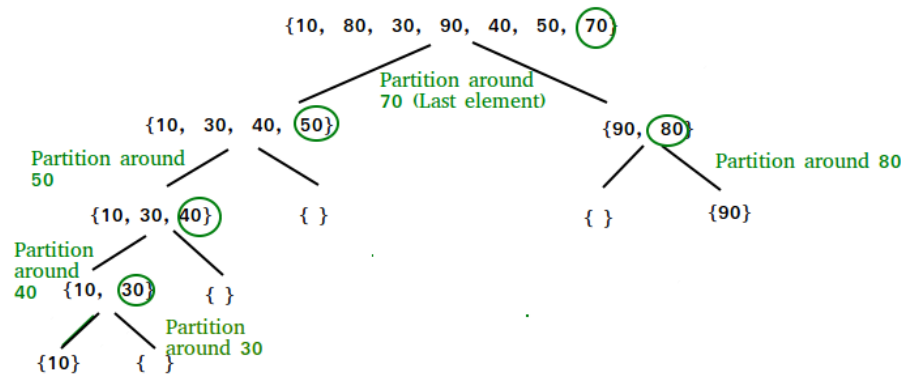 {10, 80, 30, 90, 40, 50, 70}
Partition around
70 (Last element)
{10, 30, 40, 50}
{90, 80}
Partition around
50
Partition around 80
{10, 30, 40}
{ }
{ }
{90}
Partition
around
40
{10, 30}
{ }
Partition
around 30
{10}
{ }